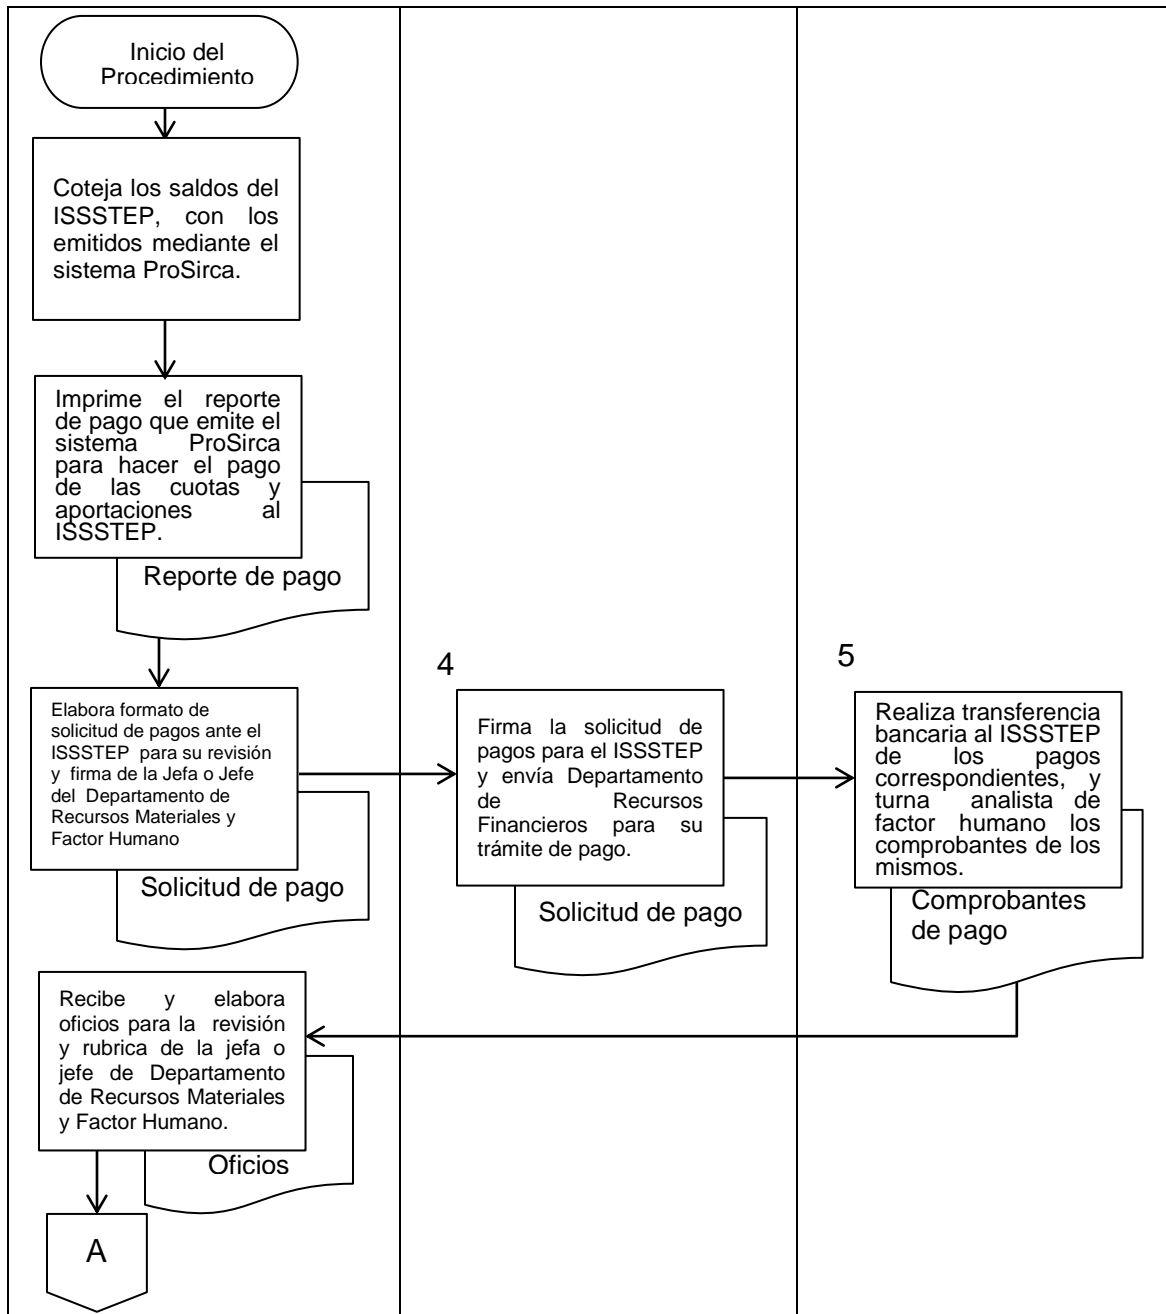 Inicio del
Procedimiento
Coteja los saldos del
ISSSTEP, con los
emitidos mediante el
sistema ProSirca.
Imprime el reporte
de pago que emite el
sistema ProSirca
para hacer el pago
de las cuotas y
aportaciones al
ISSSTEP.
Reporte de pago
Elabora formato de
solicitud de pagos ante el
ISSSTEP para su revisión
y firma de la Jefa o Jefe
del Departamento de
Recursos Materiales y
Factor Humano
Solicitud de pago
4
Firma la solicitud de
pagos para el ISSSTEP
y envía Departamento
de Recursos
Financieros para su
trámite de pago.
Solicitud de pago
5
Realiza transferencia
bancaria al ISSSTEP
de los pagos
correspondientes, y
turna analista de
factor humano los
comprobantes de los
mismos.
Comprobantes
de pago
Recibe y elabora
oficios para la revisión
y rubrica de la jefa o
jefe de Departamento
de Recursos Materiales
y Factor Humano.
Oficios
A